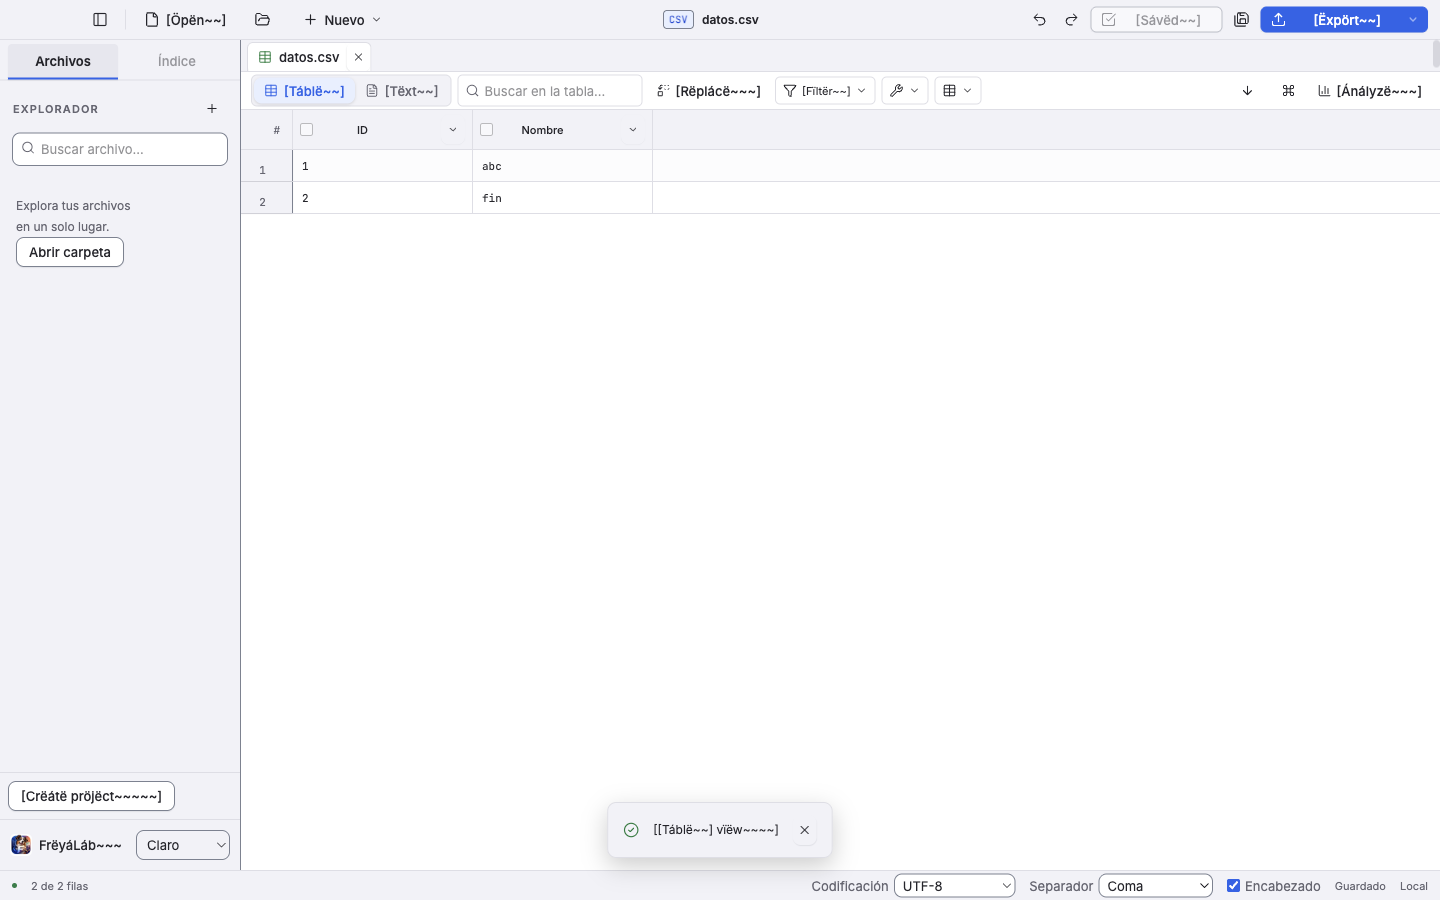 [Öpën~~]
Nuevo
CSV datos.csv
[Sávëd~~]
[Ëxpört~~]
Archivos
Índice
datos.csv
EXPLORADOR
Buscar archivo...
Explora tus archivos
en un solo lugar.
Abrir carpeta
[Táblë~~]
[Tëxt~~]
Buscar en la tabla...
[Rëplácë~~~]
[Fïltër~~]
⌘
[Ánályzë~~~]
# ID Nombre
1 1 abc
2 2 fin
[Crëátë pröjëct~~~~~]
FrëyáLáb~~~
Claro
[[Táblë~~] vïëw~~~~]
2 de 2 filas
Codificación UTF-8
Separador Coma
Encabezado
Guardado
Local